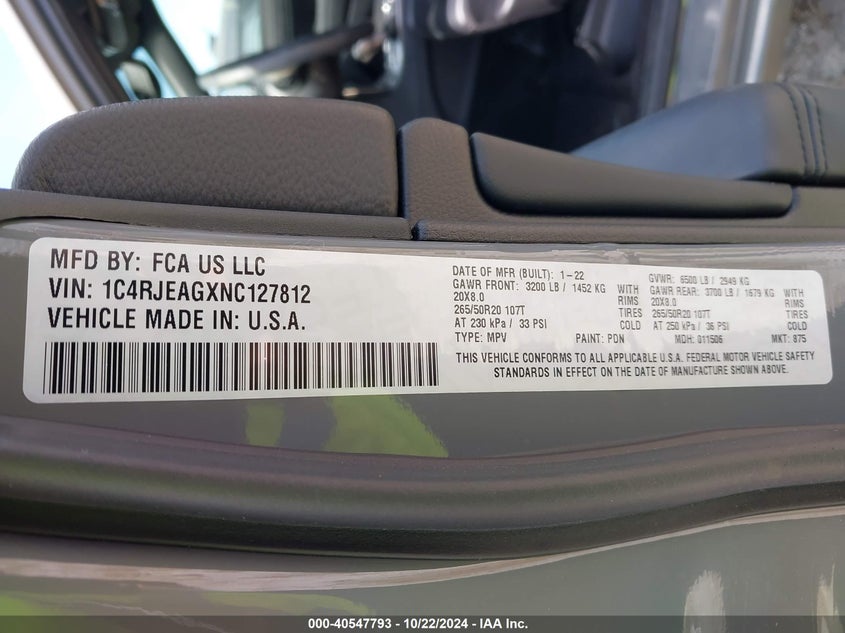 MFD BY: FCA US LLC
VIN: 1C4RJEAGXNC127812
VEHICLE MADE IN: U.S.A.
DATE OF MFR (BUILT): 1-22 GVWR: 6500 LB / 2949 KG
GAWR FRONT: 3200 LB / 1452 KG WITH GAWR REAR: 3700 LB / 1679 KG WITH
20X8.0 RIMS 20X8.0 RIMS
265/50R20 107T TIRES 265/50R20 107T TIRES
AT 230 kPa / 33 PSI COLD AT 250 kPa / 36 PSI COLD
TYPE: MPV PAINT: PDN MDH: 011506 MKT: 875
THIS VEHICLE CONFORMS TO ALL APPLICABLE U.S.A. FEDERAL MOTOR VEHICLE SAFETY
STANDARDS IN EFFECT ON THE DATE OF MANUFACTURE SHOWN ABOVE.
000-40547793 - 10/22/2024 - IAA Inc.